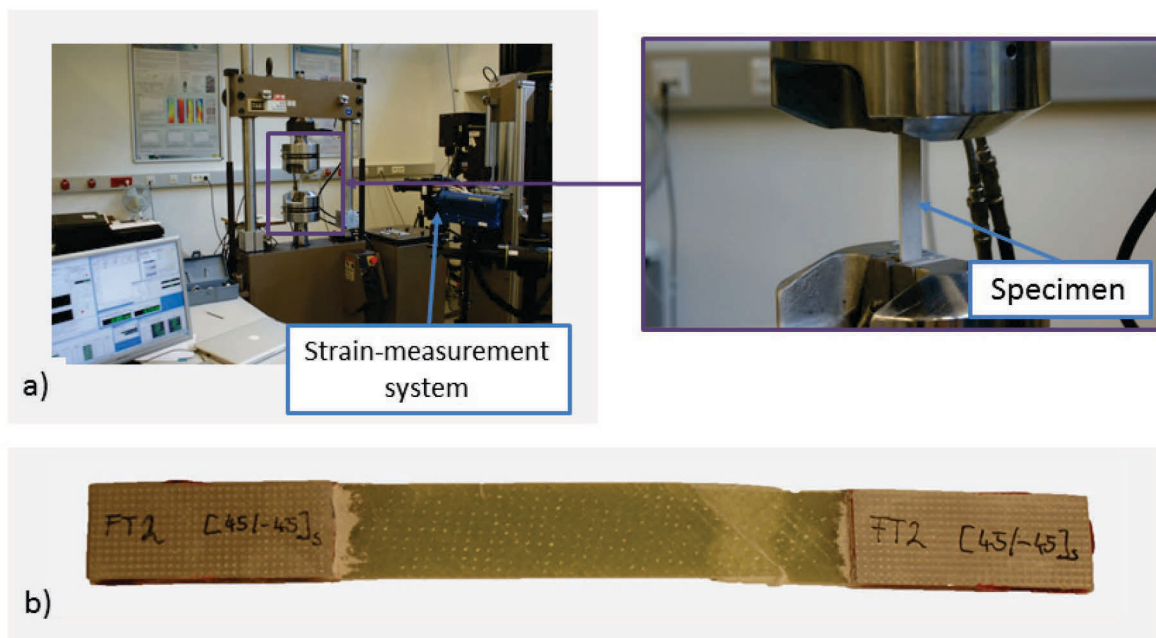 Strain-measurement
system
Specimen
a)
FT2 [45/-45]s
FT2 [45/-45]s
b)